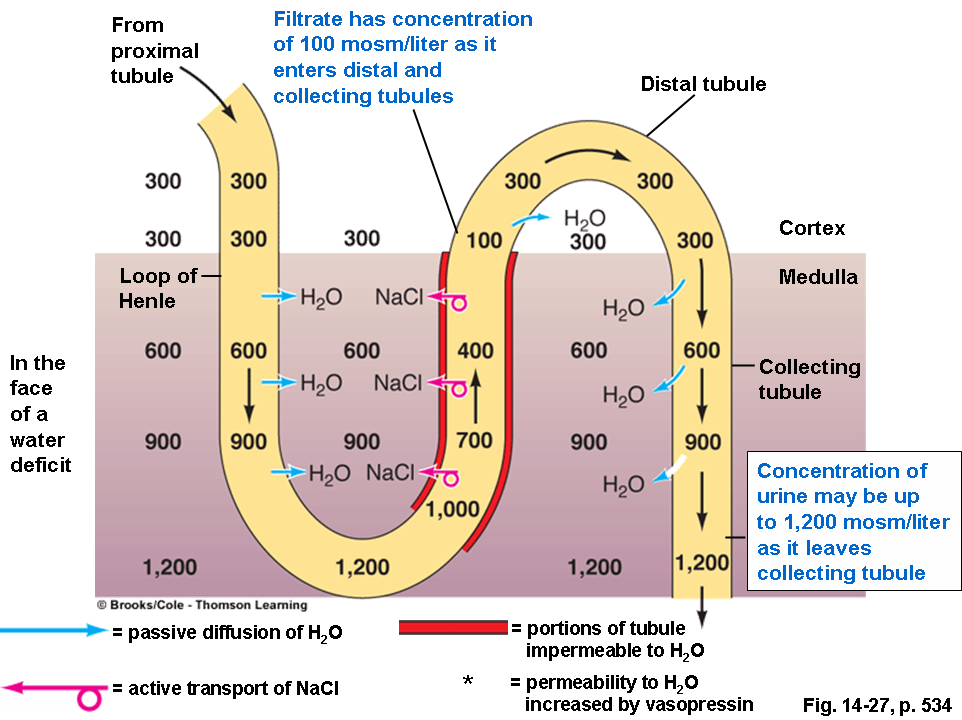 From
proximal
tubule
Filtrate has concentration
of 100 mosm/liter as it
enters distal and
collecting tubules
Distal tubule
300 300 300 300
H₂O
300 300 300 100 300 300
Cortex
Medulla
Loop of
Henle
H₂O NaCl H₂O
In the
face
of a
water
deficit
600 600 600 400 600 600
H₂O NaCl H₂O
Collecting
tubule
900 900 900 700 900 900
H₂O NaCl H₂O
1,000
Concentration of
urine may be up
to 1,200 mosm/liter
as it leaves
collecting tubule
1,200 1,200 1,200 1,200
© Brooks/Cole - Thomson Learning
= passive diffusion of H₂O
= portions of tubule
impermeable to H₂O
= active transport of NaCl
* = permeability to H₂O
increased by vasopressin
Fig. 14-27, p. 534